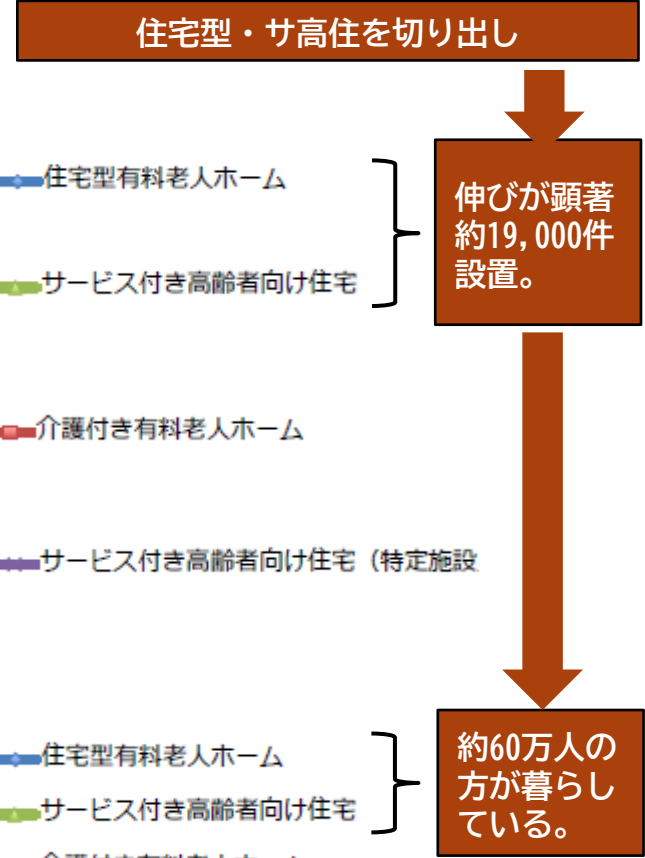 住宅型・サ高住を切り出し
住宅型有料老人ホーム
サービス付き高齢者向け住宅
伸びが顕著
約19,000件
設置。
介護付き有料老人ホーム
サービス付き高齢者向け住宅（特定施設
住宅型有料老人ホーム
サービス付き高齢者向け住宅
約60万人の
方が暮らし
ている。